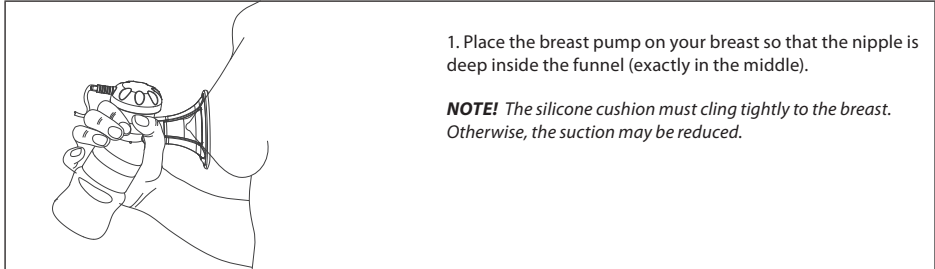 1. Place the breast pump on your breast so that the nipple is
deep inside the funnel (exactly in the middle).
NOTE! The silicone cushion must cling tightly to the breast.
Otherwise, the suction may be reduced.